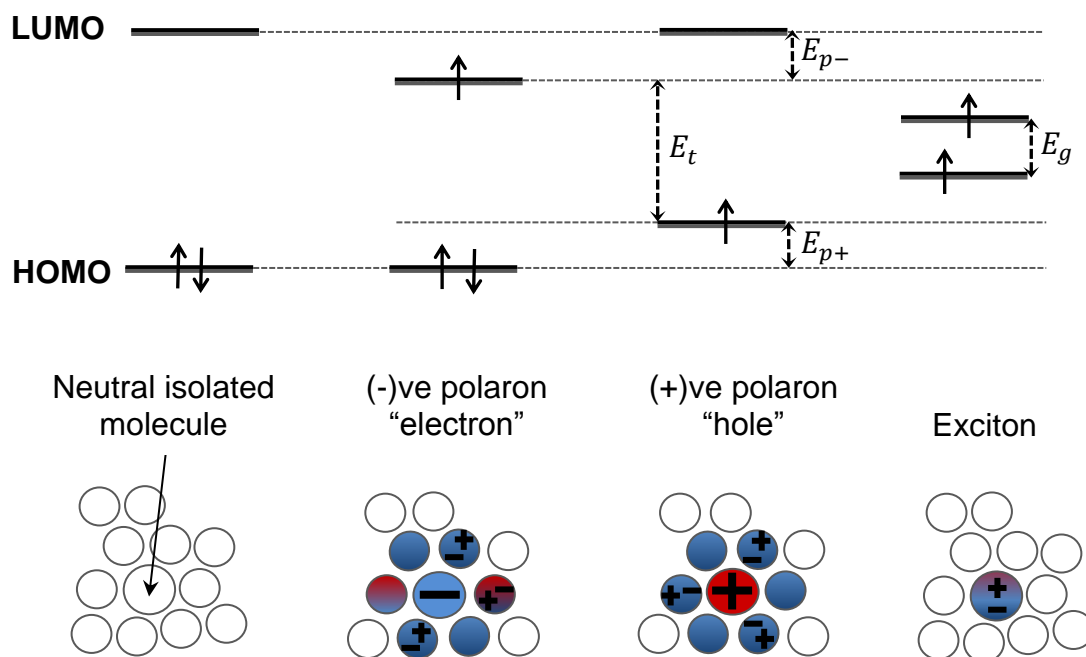 LUMO
E_{p-}
E_t
E_g
E_{p+}
HOMO
Neutral isolated
molecule
(-)ve polaron
“electron”
(+)ve polaron
“hole”
Exciton
+
−
−
+ −
+
−
+
−
+ −
+
−
+
+
−